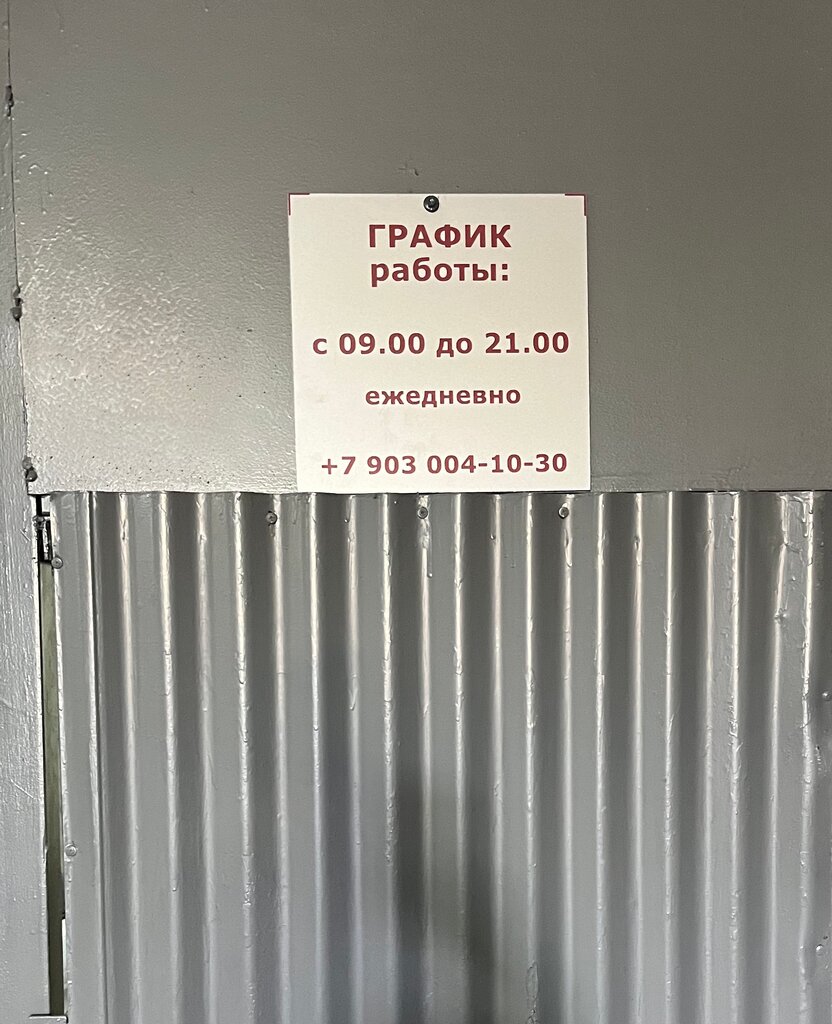 ГРАФИК
работы:
с 09.00 до 21.00
ежедневно
+7 903 004-10-30